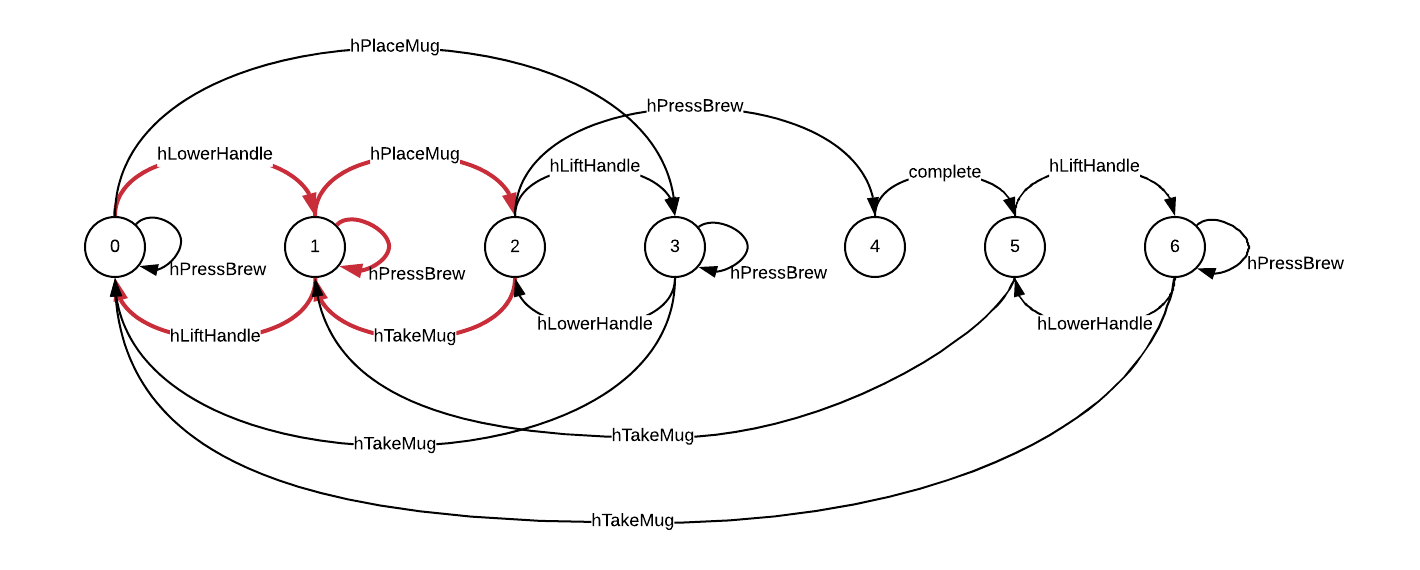 hPlaceMug
hPressBrew
hLowerHandle
hPlaceMug
hLiftHandle
complete
hLiftHandle
0
1
2
3
4
5
6
hPressBrew
hPressBrew
hPressBrew
hPressBrew
hLiftHandle
hTakeMug
hLowerHandle
hLowerHandle
hTakeMug
hTakeMug
hTakeMug